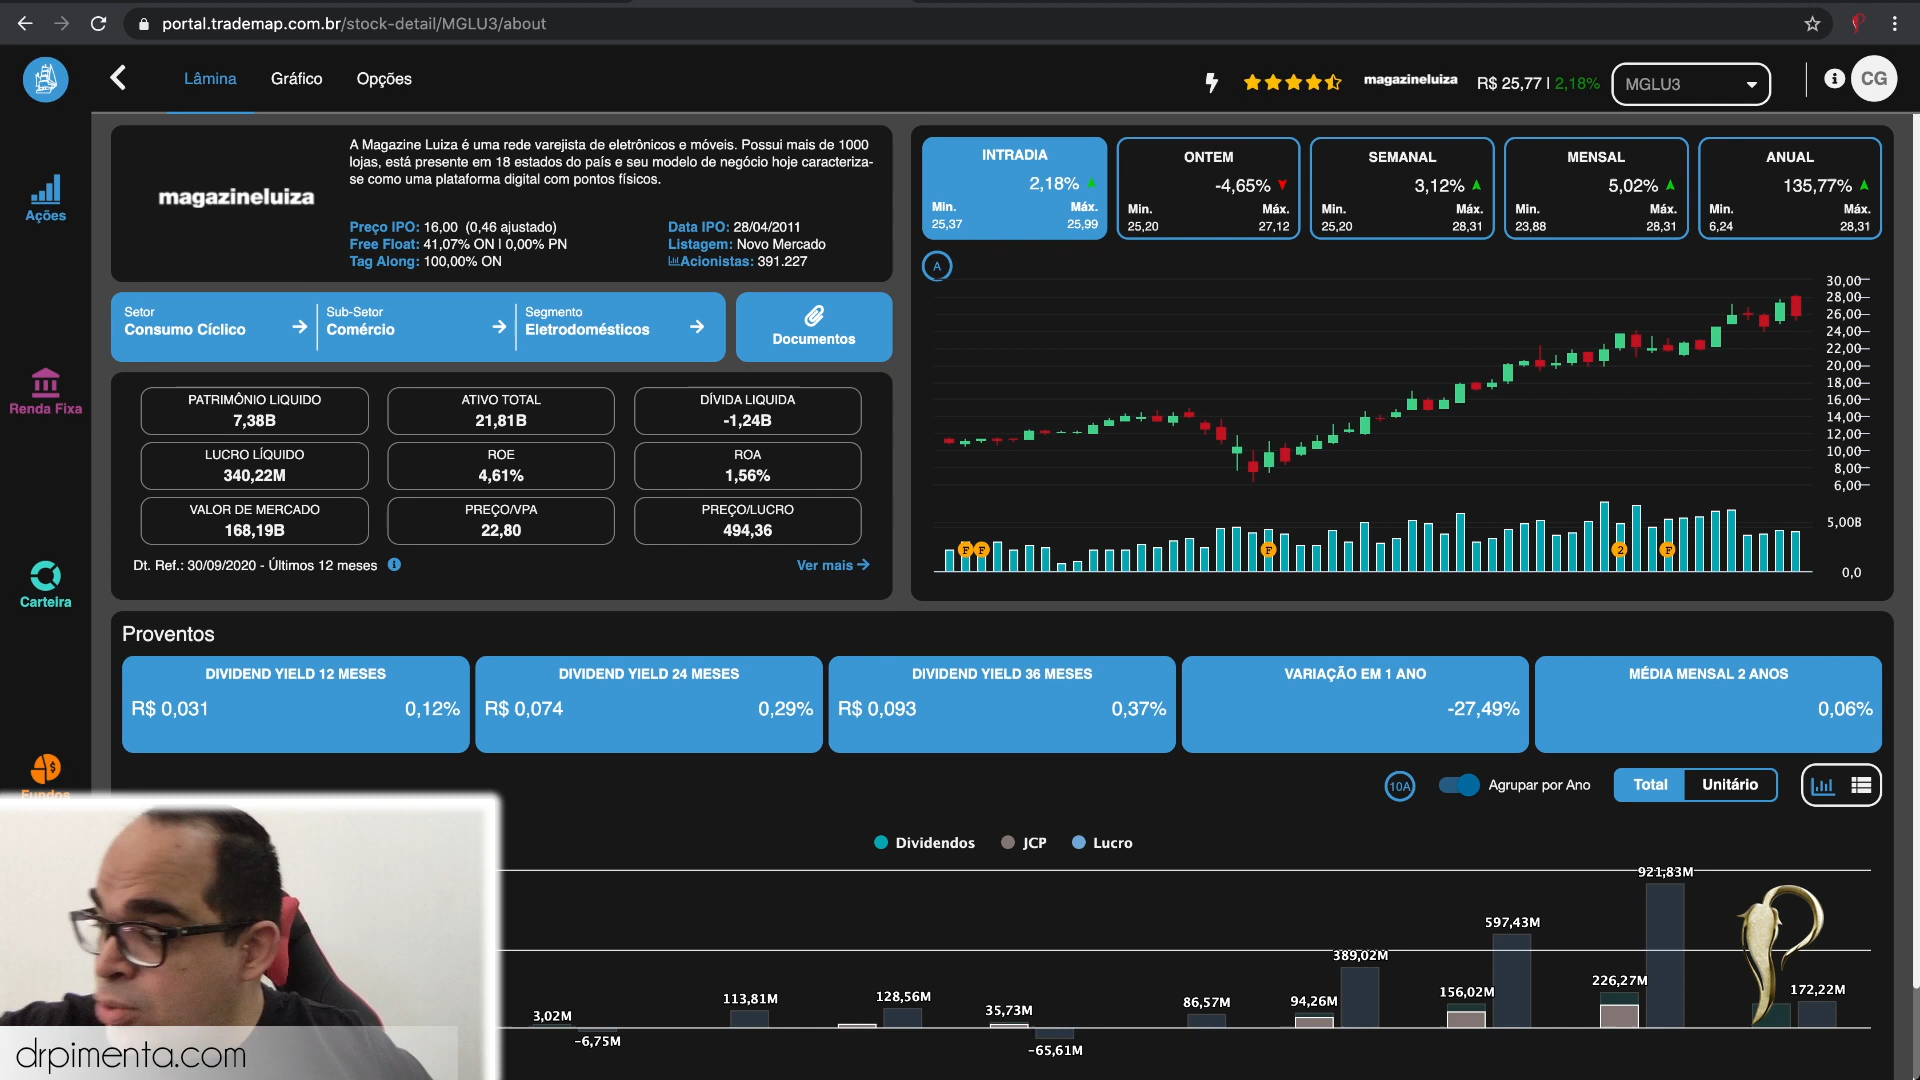 portal.trademap.com.br/stock-detail/MGLU3/about
Lâmina
Gráfico
Opções
magazineluiza
R$ 25,77 | 2,18%
MGLU3
CG
Ações
Renda Fixa
Carteira
Fundos
magazineluiza
A Magazine Luiza é uma rede varejista de eletrônicos e móveis. Possui mais de 1000
lojas, está presente em 18 estados do país e seu modelo de negócio hoje caracteriza-
se como uma plataforma digital com pontos físicos.
Preço IPO: 16,00 (0,46 ajustado)
Data IPO: 28/04/2011
Free Float: 41,07% ON | 0,00% PN
Listagem: Novo Mercado
Tag Along: 100,00% ON
Acionistas: 391.227
Setor
Consumo Cíclico
Sub-Setor
Comércio
Segmento
Eletrodomésticos
Documentos
PATRIMÔNIO LIQUIDO
7,38B
ATIVO TOTAL
21,81B
DÍVIDA LIQUIDA
-1,24B
LUCRO LÍQUIDO
340,22M
ROE
4,61%
ROA
1,56%
VALOR DE MERCADO
168,19B
PREÇO/VPA
22,80
PREÇO/LUCRO
494,36
Dt. Ref.: 30/09/2020 - Últimos 12 meses
Ver mais
INTRADIA
2,18%
Min.
Máx.
25,37
25,99
ONTEM
-4,65%
Min.
Máx.
25,20
27,12
SEMANAL
3,12%
Min.
Máx.
25,20
28,31
MENSAL
5,02%
Min.
Máx.
23,88
28,31
ANUAL
135,77%
Min.
Máx.
6,24
28,31
A
30,00
28,00
26,00
24,00
22,00
20,00
18,00
16,00
14,00
12,00
10,00
8,00
6,00
5,00B
0,0
F
F
F
2
F
Proventos
DIVIDEND YIELD 12 MESES
R$ 0,031
0,12%
DIVIDEND YIELD 24 MESES
R$ 0,074
0,29%
DIVIDEND YIELD 36 MESES
R$ 0,093
0,37%
VARIAÇÃO EM 1 ANO
-27,49%
MÉDIA MENSAL 2 ANOS
0,06%
10A
Agrupar por Ano
Total
Unitário
Dividendos
JCP
Lucro
3,02M
-6,75M
113,81M
128,56M
35,73M
-65,61M
86,57M
94,26M
389,02M
156,02M
597,43M
226,27M
921,83M
172,22M
drpimenta.com